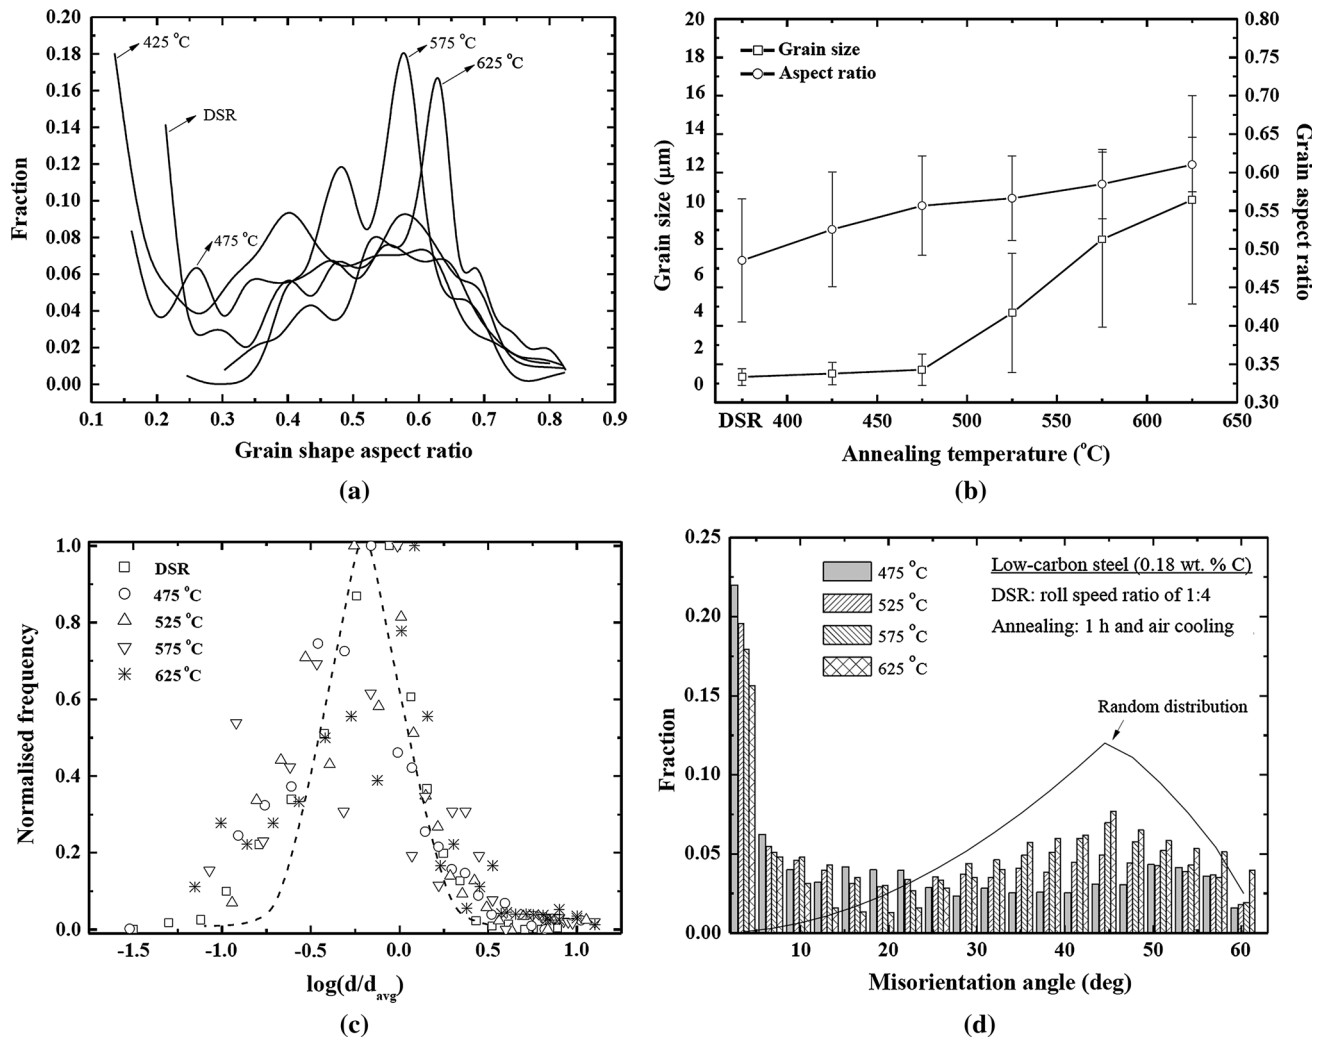 0.20
0.18
0.16
0.14
0.12
0.10
0.08
0.06
0.04
0.02
0.00
Fraction
425 °C
DSR
475 °C
575 °C
625 °C
0.1 0.2 0.3 0.4 0.5 0.6 0.7 0.8 0.9
Grain shape aspect ratio
(a)
20
18
16
14
12
10
8
6
4
2
0
Grain size (µm)
Grain size
Aspect ratio
0.80
0.75
0.70
0.65
0.60
0.55
0.50
0.45
0.40
0.35
0.30
Grain aspect ratio
DSR 400 450 500 550 600 650
Annealing temperature (°C)
(b)
1.0
0.8
0.6
0.4
0.2
0.0
Normalised frequency
DSR
475 °C
525 °C
575 °C
625 °C
-1.5 -1.0 -0.5 0.0 0.5 1.0
log(d/davg)
(c)
0.25
0.20
0.15
0.10
0.05
0.00
Fraction
475 °C
525 °C
575 °C
625 °C
Low-carbon steel (0.18 wt. % C)
DSR: roll speed ratio of 1:4
Annealing: 1 h and air cooling
Random distribution
10 20 30 40 50 60
Misorientation angle (deg)
(d)